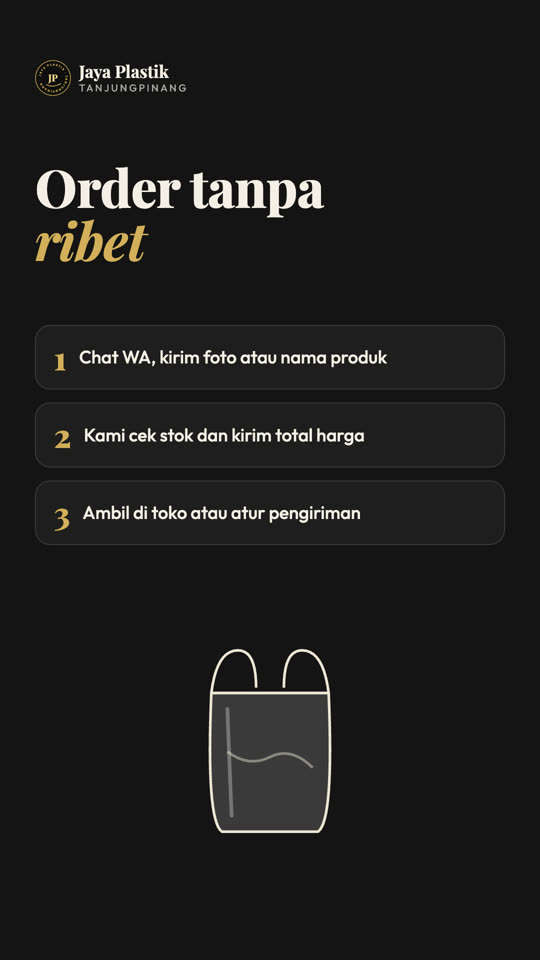 JP
Jaya Plastik
TANJUNGPINANG
Order tanpa
ribet
1 Chat WA, kirim foto atau nama produk
2 Kami cek stok dan kirim total harga
3 Ambil di toko atau atur pengiriman